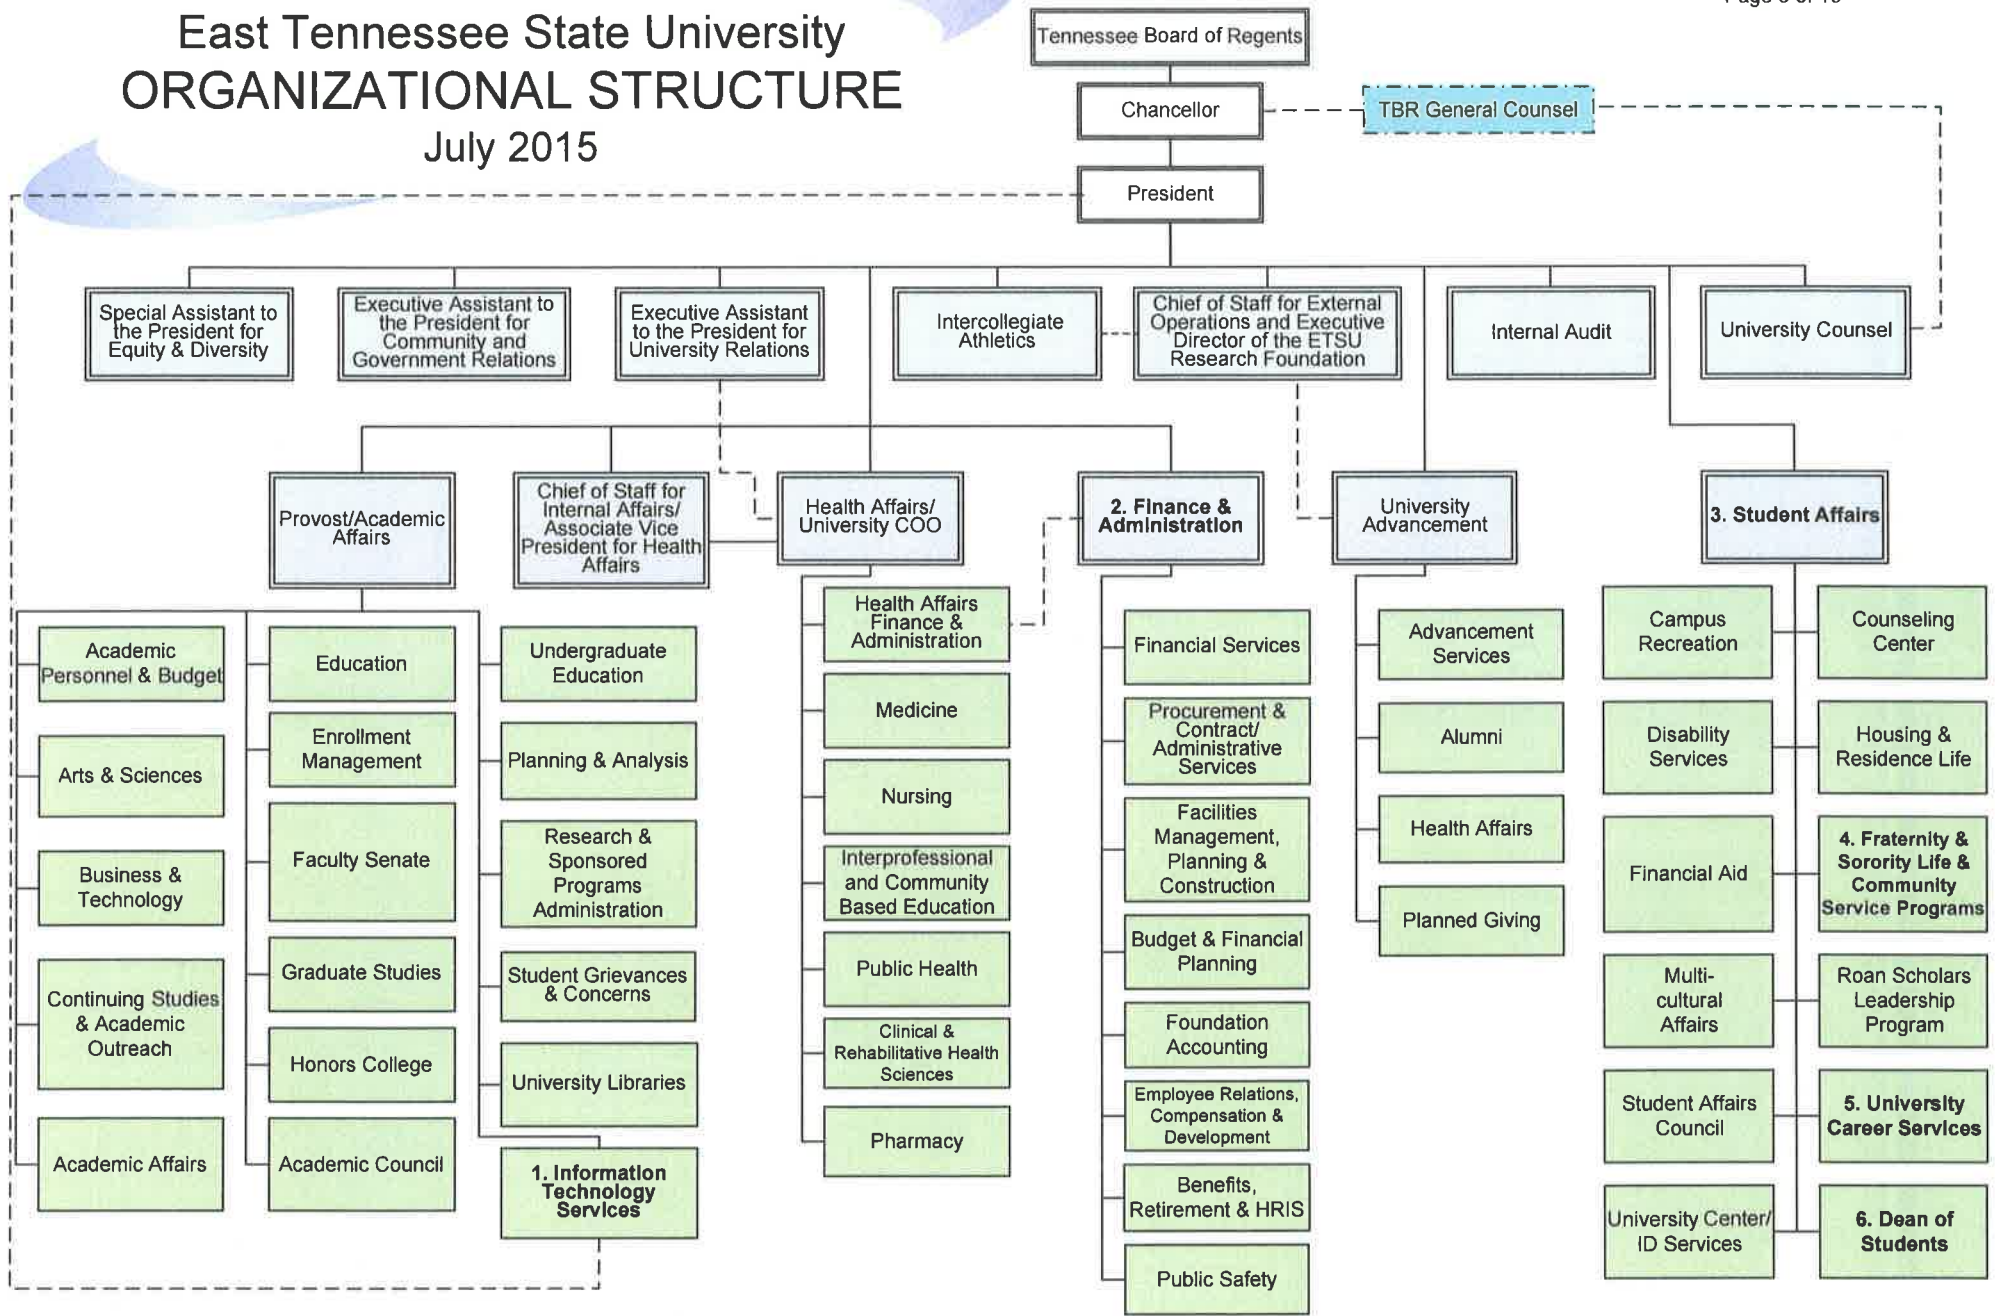 Page 6 of 19
East Tennessee State University
ORGANIZATIONAL STRUCTURE
July 2015
Tennessee Board of Regents
Chancellor
TBR General Counsel
President
Special Assistant to
the President for
Equity & Diversity
Executive Assistant to
the President for
Community and
Government Relations
Executive Assistant
to the President for
University Relations
Intercollegiate
Athletics
Chief of Staff for External
Operations and Executive
Director of the ETSU
Research Foundation
Internal Audit
University Counsel
Provost/Academic
Affairs
Chief of Staff for
Internal Affairs/
Associate Vice
President for Health
Affairs
Health Affairs/
University COO
2. Finance &
Administration
University
Advancement
3. Student Affairs
Academic
Personnel & Budget
Arts & Sciences
Business &
Technology
Continuing Studies
& Academic
Outreach
Academic Affairs
Education
Enrollment
Management
Faculty Senate
Graduate Studies
Honors College
Academic Council
Undergraduate
Education
Planning & Analysis
Research &
Sponsored
Programs
Administration
Student Grievances
& Concerns
University Libraries
1. Information
Technology
Services
Health Affairs
Finance &
Administration
Medicine
Nursing
Interprofessional
and Community
Based Education
Public Health
Clinical &
Rehabilitative Health
Sciences
Pharmacy
Financial Services
Procurement &
Contract/
Administrative
Services
Facilities
Management,
Planning &
Construction
Budget & Financial
Planning
Foundation
Accounting
Employee Relations,
Compensation &
Development
Benefits,
Retirement & HRIS
Public Safety
Advancement
Services
Alumni
Health Affairs
Planned Giving
Campus
Recreation
Disability
Services
Financial Aid
Multi-
cultural
Affairs
Student Affairs
Council
University Center/
ID Services
Counseling
Center
Housing &
Residence Life
4. Fraternity &
Sorority Life &
Community
Service Programs
Roan Scholars
Leadership
Program
5. University
Career Services
6. Dean of
Students